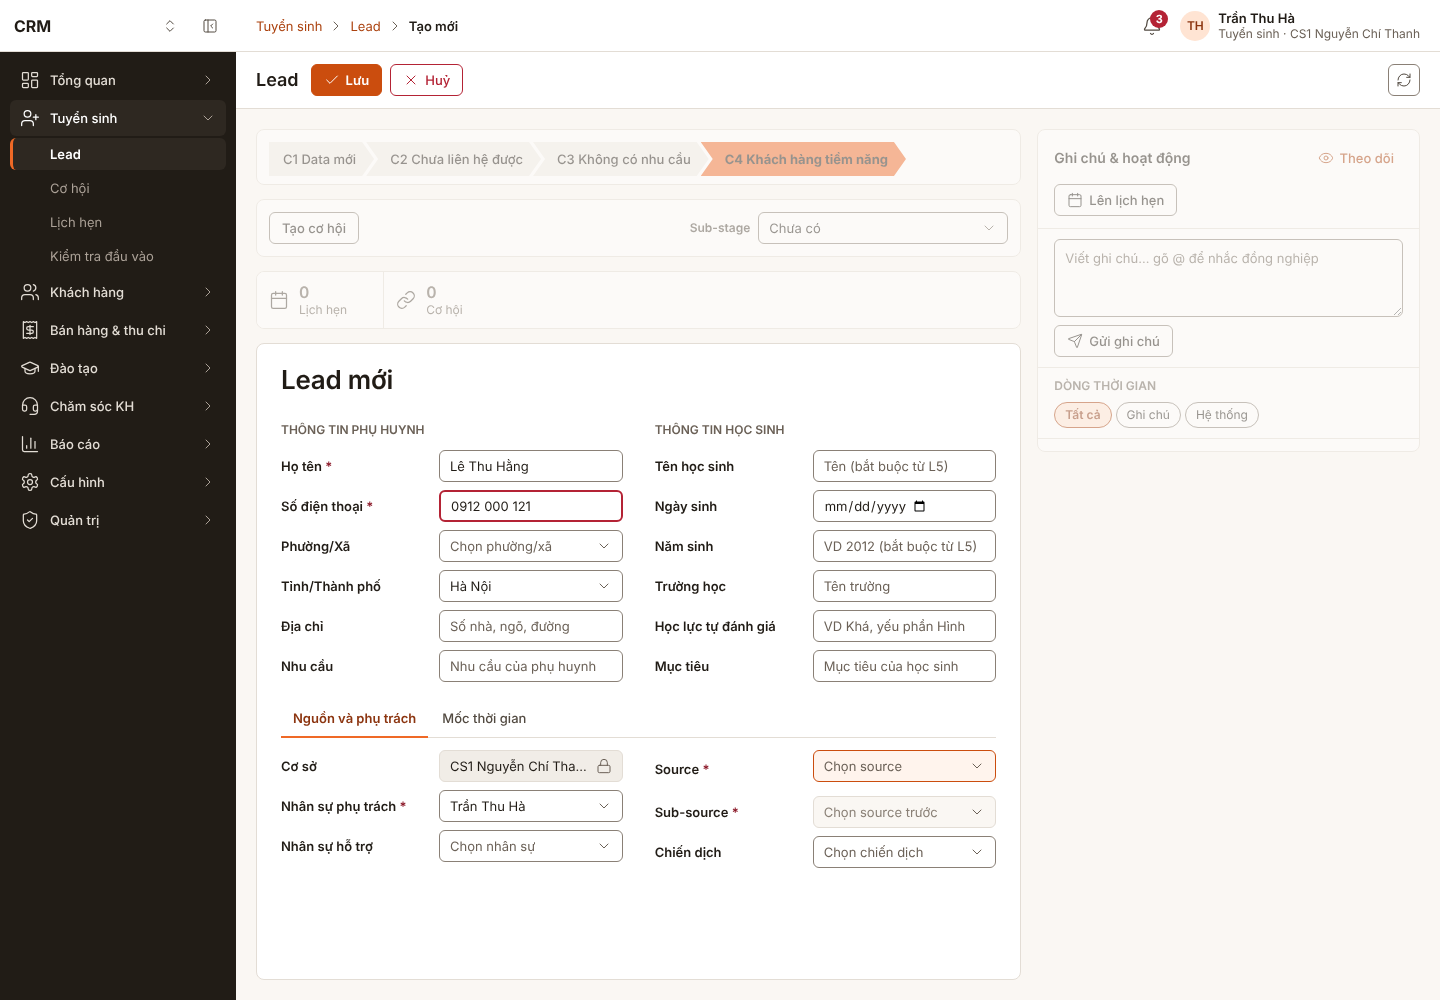 CRM
Tuyển sinh > Lead > Tạo mới
3
TH
Trần Thu Hà
Tuyển sinh · CS1 Nguyễn Chí Thanh
Tổng quan
Tuyển sinh
Lead
Cơ hội
Lịch hẹn
Kiểm tra đầu vào
Khách hàng
Bán hàng & thu chi
Đào tạo
Chăm sóc KH
Báo cáo
Cấu hình
Quản trị
Lead
Lưu
Huỷ
C1 Data mới
C2 Chưa liên hệ được
C3 Không có nhu cầu
C4 Khách hàng tiềm năng
Tạo cơ hội
Sub-stage
Chưa có
0
Lịch hẹn
0
Cơ hội
Lead mới
THÔNG TIN PHỤ HUYNH
Họ tên *
Lê Thu Hằng
Số điện thoại *
0912 000 121
Phường/Xã
Chọn phường/xã
Tỉnh/Thành phố
Hà Nội
Địa chỉ
Số nhà, ngõ, đường
Nhu cầu
Nhu cầu của phụ huynh
THÔNG TIN HỌC SINH
Tên học sinh
Tên (bắt buộc từ L5)
Ngày sinh
mm/dd/yyyy
Năm sinh
VD 2012 (bắt buộc từ L5)
Trường học
Tên trường
Học lực tự đánh giá
VD Khá, yếu phần Hình
Mục tiêu
Mục tiêu của học sinh
Nguồn và phụ trách
Mốc thời gian
Cơ sở
CS1 Nguyễn Chí Tha...
Nhân sự phụ trách *
Trần Thu Hà
Nhân sự hỗ trợ
Chọn nhân sự
Source *
Chọn source
Sub-source *
Chọn source trước
Chiến dịch
Chọn chiến dịch
Ghi chú & hoạt động
Theo dõi
Lên lịch hẹn
Viết ghi chú... gõ @ để nhắc đồng nghiệp
Gửi ghi chú
DÒNG THỜI GIAN
Tất cả
Ghi chú
Hệ thống